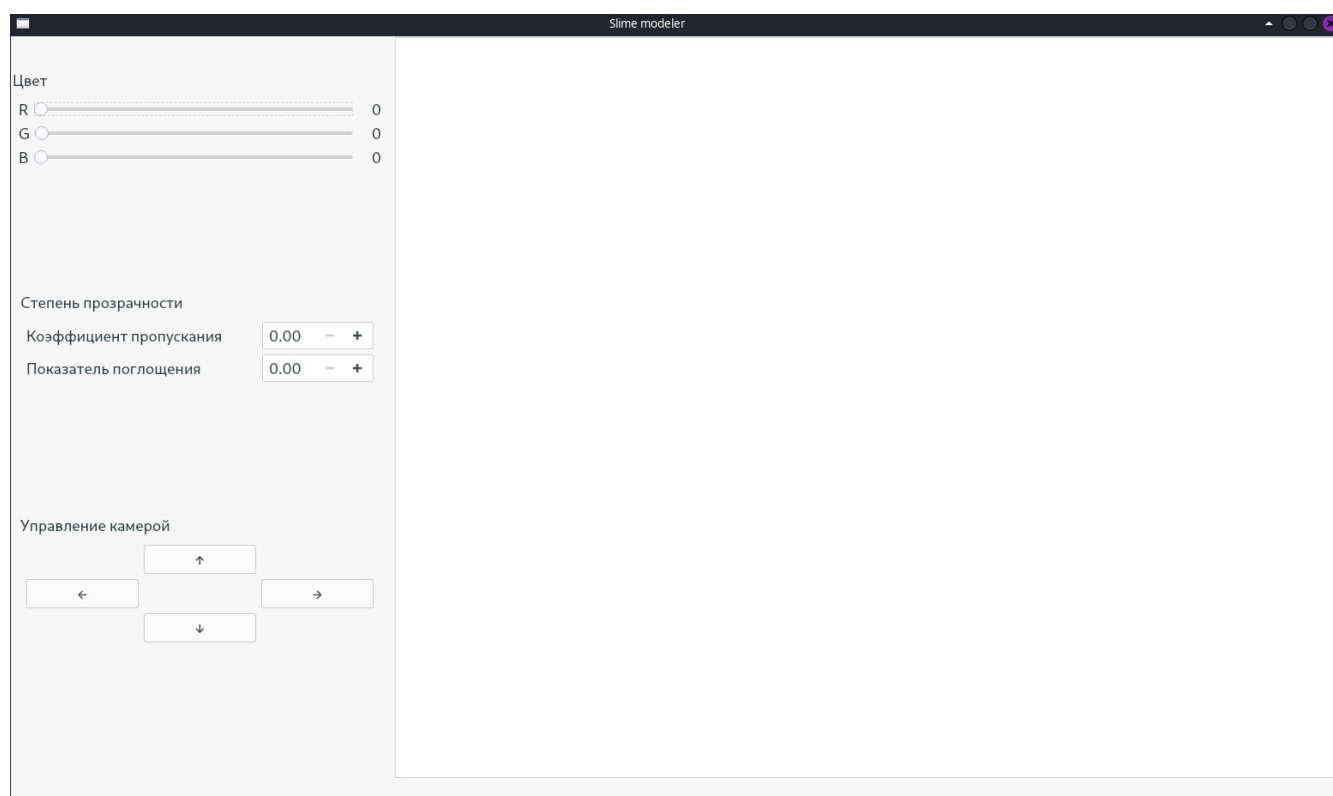 Slime modeler
Цвет
R 0
G 0
B 0
Степень прозрачности
Коэффициент пропускания 0.00 − +
Показатель поглощения 0.00 − +
Управление камерой
↑
← →
↓